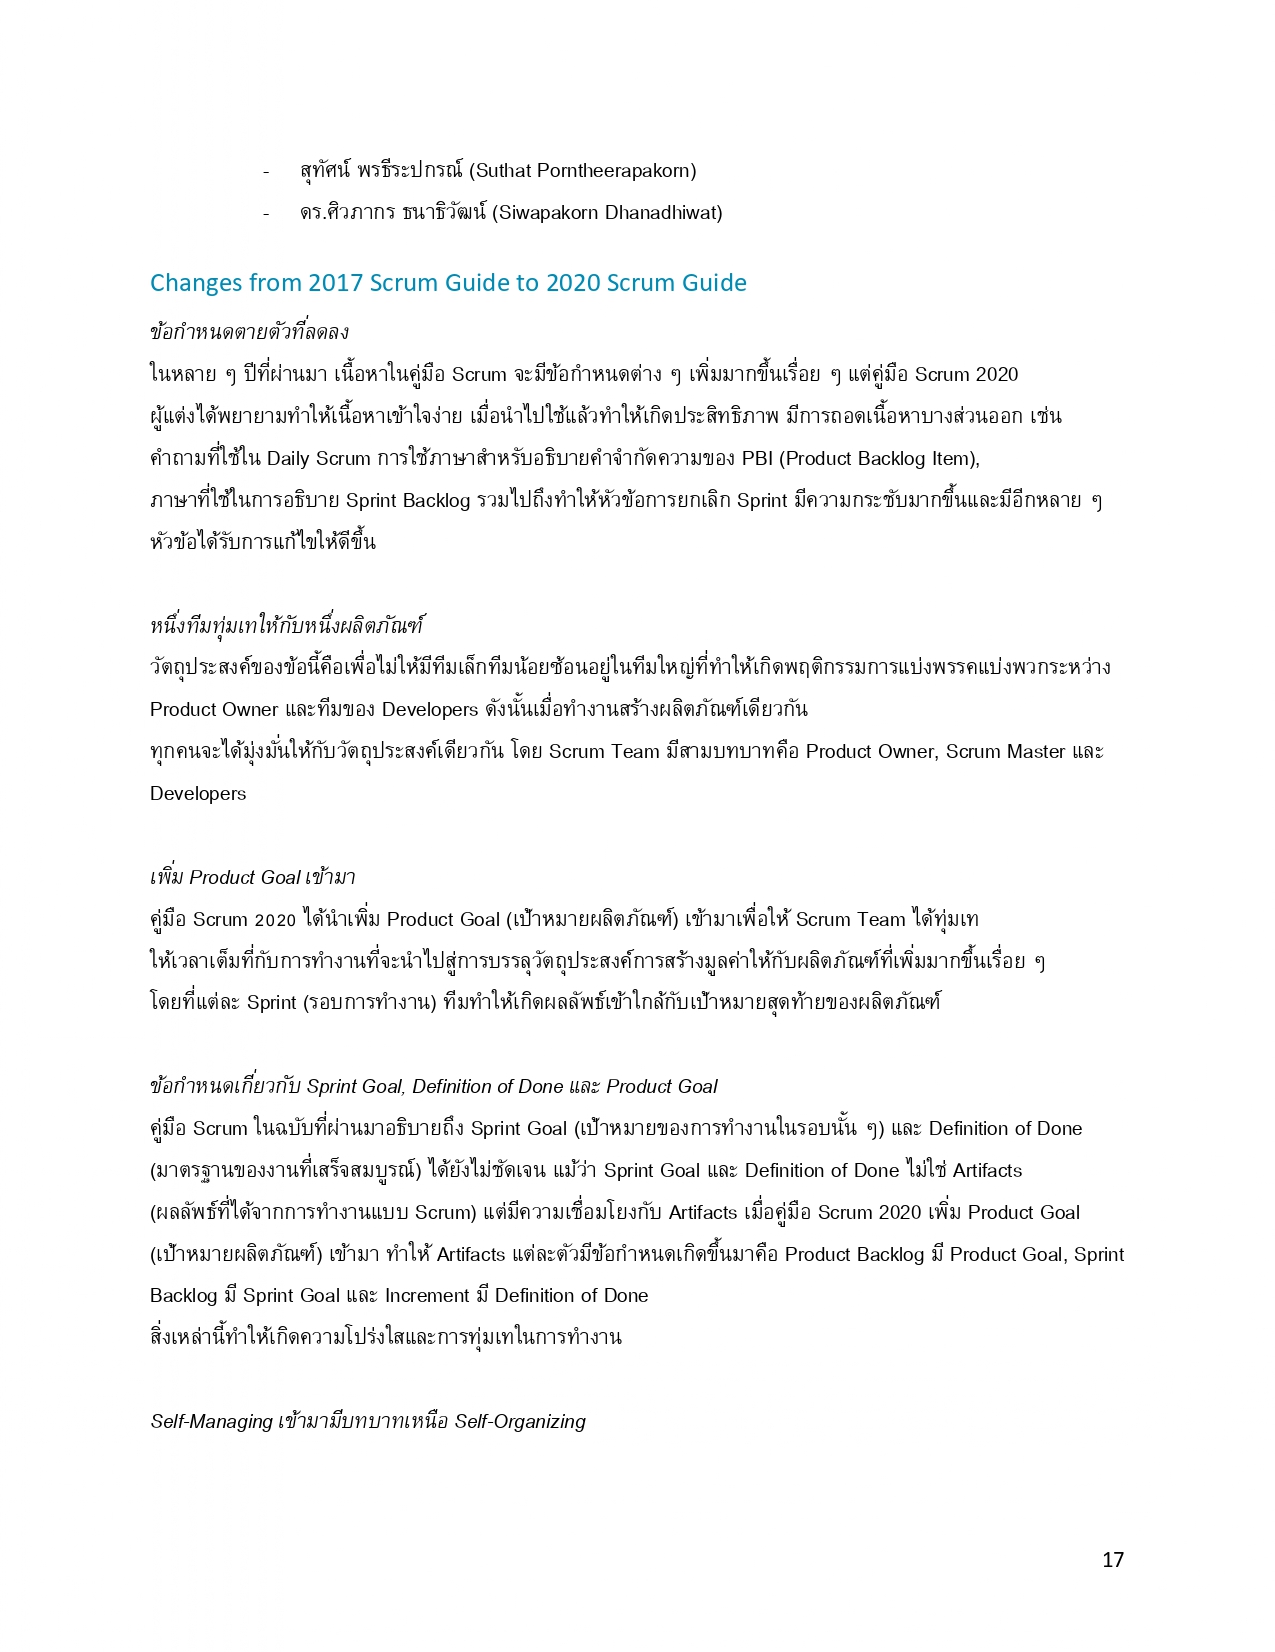 - สุทัศน์ พรธีระปกรณ์ (Suthat Porntheerapakorn)
- ดร.ศิวภากร ธนาธิวัฒน์ (Siwapakorn Dhanadhiwat)
Changes from 2017 Scrum Guide to 2020 Scrum Guide
ข้อกำหนดตายตัวที่ลดลง
ในหลาย ๆ ปีที่ผ่านมา เนื้อหาในคู่มือ Scrum จะมีข้อกำหนดต่าง ๆ เพิ่มมากขึ้นเรื่อย ๆ แต่คู่มือ Scrum 2020
ผู้แต่งได้พยายามทำให้เนื้อหาเข้าใจง่าย เมื่อนำไปใช้แล้วทำให้เกิดประสิทธิภาพ มีการถอดเนื้อหาบางส่วนออก เช่น
คำถามที่ใช้ใน Daily Scrum การใช้ภาษาสำหรับอธิบายคำจำกัดความของ PBI (Product Backlog Item),
ภาษาที่ใช้ในการอธิบาย Sprint Backlog รวมไปถึงทำให้หัวข้อการยกเลิก Sprint มีความกระชับมากขึ้นและมีอีกหลาย ๆ
หัวข้อได้รับการแก้ไขให้ดีขึ้น
หนึ่งทีมทุ่มเทให้กับหนึ่งผลิตภัณฑ์
วัตถุประสงค์ของข้อนี้คือเพื่อไม่ให้มีทีมเล็กทีมน้อยซ้อนอยู่ในทีมใหญ่ที่ทำให้เกิดพฤติกรรมการแบ่งพรรคแบ่งพวกระหว่าง
Product Owner และทีมของ Developers ดังนั้นเมื่อทำงานสร้างผลิตภัณฑ์เดียวกัน
ทุกคนจะได้มุ่งมั่นให้กับวัตถุประสงค์เดียวกัน โดย Scrum Team มีสามบทบาทคือ Product Owner, Scrum Master และ
Developers
เพิ่ม Product Goal เข้ามา
คู่มือ Scrum 2020 ได้นำเพิ่ม Product Goal (เป้าหมายผลิตภัณฑ์) เข้ามาเพื่อให้ Scrum Team ได้ทุ่มเท
ให้เวลาเต็มที่กับการทำงานที่จะนำไปสู่การบรรลุวัตถุประสงค์การสร้างมูลค่าให้กับผลิตภัณฑ์ที่เพิ่มมากขึ้นเรื่อย ๆ
โดยที่แต่ละ Sprint (รอบการทำงาน) ทีมทำให้เกิดผลลัพธ์เข้าใกล้กับเป้าหมายสุดท้ายของผลิตภัณฑ์
ข้อกำหนดเกี่ยวกับ Sprint Goal, Definition of Done และ Product Goal
คู่มือ Scrum ในฉบับที่ผ่านมาอธิบายถึง Sprint Goal (เป้าหมายของการทำงานในรอบนั้น ๆ) และ Definition of Done
(มาตรฐานของงานที่เสร็จสมบูรณ์) ได้ยังไม่ชัดเจน แม้ว่า Sprint Goal และ Definition of Done ไม่ใช่ Artifacts
(ผลลัพธ์ที่ได้จากการทำงานแบบ Scrum) แต่มีความเชื่อมโยงกับ Artifacts เมื่อคู่มือ Scrum 2020 เพิ่ม Product Goal
(เป้าหมายผลิตภัณฑ์) เข้ามา ทำให้ Artifacts แต่ละตัวมีข้อกำหนดเกิดขึ้นมาคือ Product Backlog มี Product Goal, Sprint
Backlog มี Sprint Goal และ Increment มี Definition of Done
สิ่งเหล่านี้ทำให้เกิดความโปร่งใสและการทุ่มเทในการทำงาน
Self-Managing เข้ามามีบทบาทเหนือ Self-Organizing
17